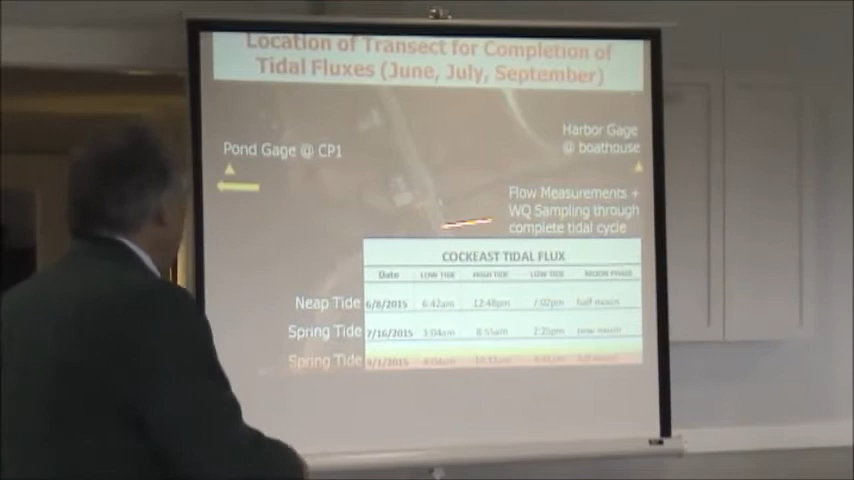 Location of Transect for Completion of
Tidal Fluxes (June, July, September)
Pond Gage @ CP1
Harbor Gage
@ boathouse
Flow Measurements +
WQ Sampling through
complete tidal cycle
COCKEAST TIDAL FLUX
Date LOW TIDE HIGH TIDE LOW TIDE MOON PHASE
Neap Tide 6/8/2015 6:42am 12:48pm 7:02pm half moon
Spring Tide 7/16/2015 3:04am 8:55am 2:25pm new moon
Spring Tide 9/1/2015